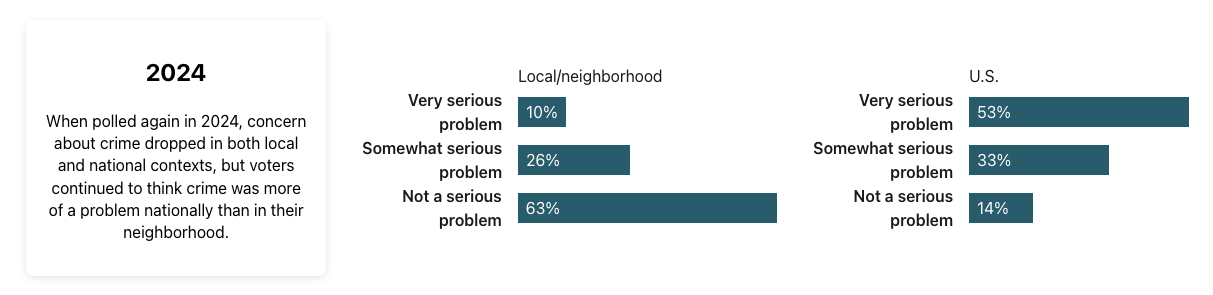 2024
When polled again in 2024, concern
about crime dropped in both local
and national contexts, but voters
continued to think crime was more
of a problem nationally than in their
neighborhood.
Local/neighborhood
Very serious
problem
10%
Somewhat serious
problem
26%
Not a serious
problem
63%
U.S.
Very serious
problem
53%
Somewhat serious
problem
33%
Not a serious
problem
14%